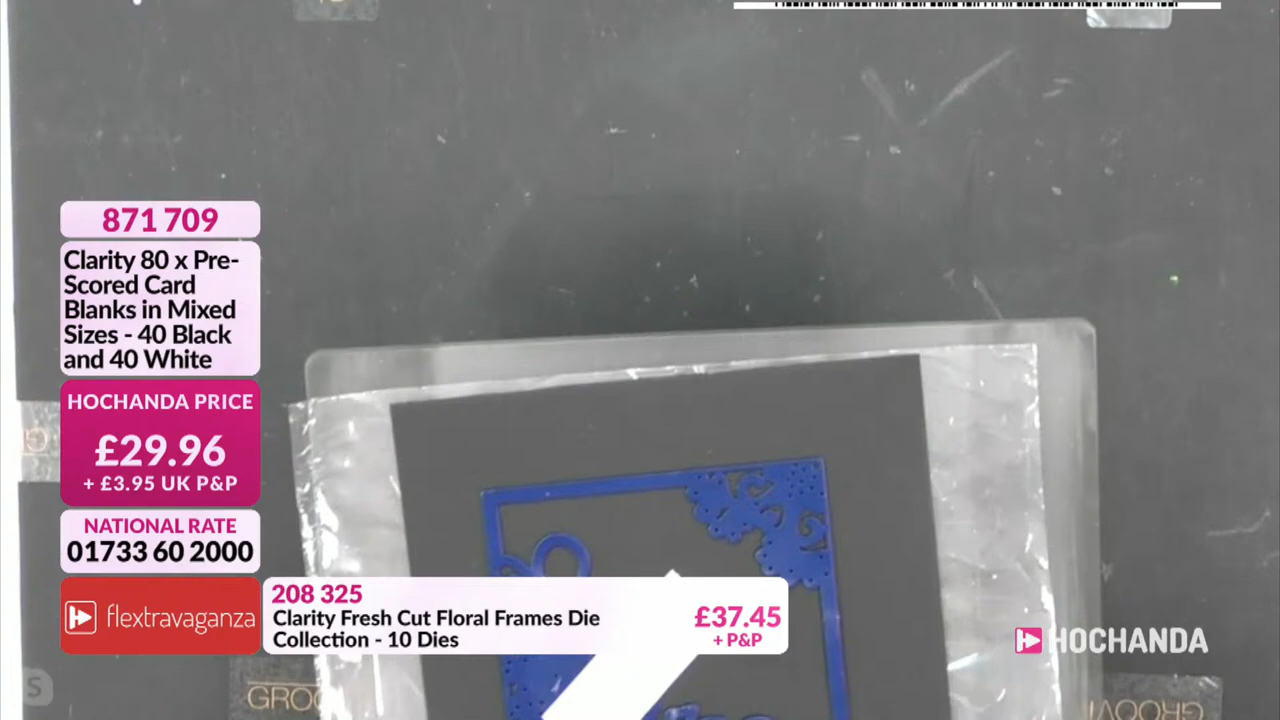 871 709
Clarity 80 x Pre-
Scored Card
Blanks in Mixed
Sizes - 40 Black
and 40 White
HOCHANDA PRICE
£29.96
+ £3.95 UK P&P
NATIONAL RATE
01733 60 2000
flextravaganza
208 325
Clarity Fresh Cut Floral Frames Die
Collection - 10 Dies
£37.45
+ P&P
HOCHANDA
S